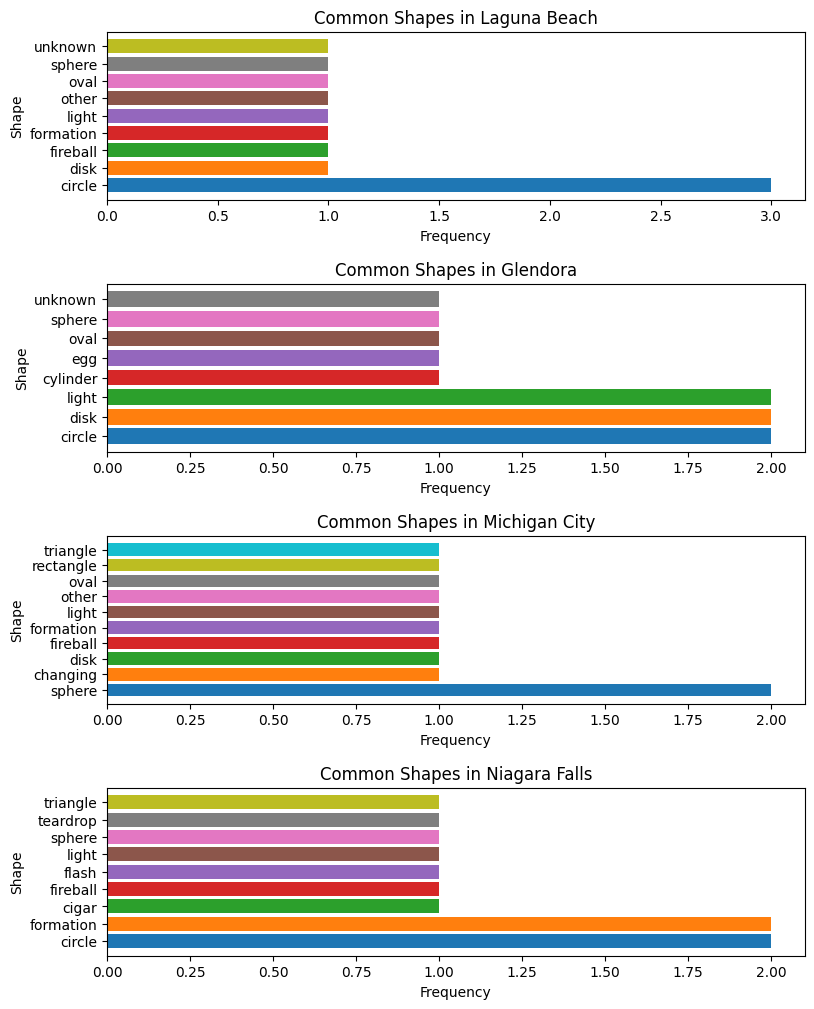 Common Shapes in Laguna Beach
Shape
unknown
sphere
oval
other
light
formation
fireball
disk
circle
0.0 0.5 1.0 1.5 2.0 2.5 3.0
Frequency
Common Shapes in Glendora
Shape
unknown
sphere
oval
egg
cylinder
light
disk
circle
0.00 0.25 0.50 0.75 1.00 1.25 1.50 1.75 2.00
Frequency
Common Shapes in Michigan City
Shape
triangle
rectangle
oval
other
light
formation
fireball
disk
changing
sphere
0.00 0.25 0.50 0.75 1.00 1.25 1.50 1.75 2.00
Frequency
Common Shapes in Niagara Falls
Shape
triangle
teardrop
sphere
light
flash
fireball
cigar
formation
circle
0.00 0.25 0.50 0.75 1.00 1.25 1.50 1.75 2.00
Frequency